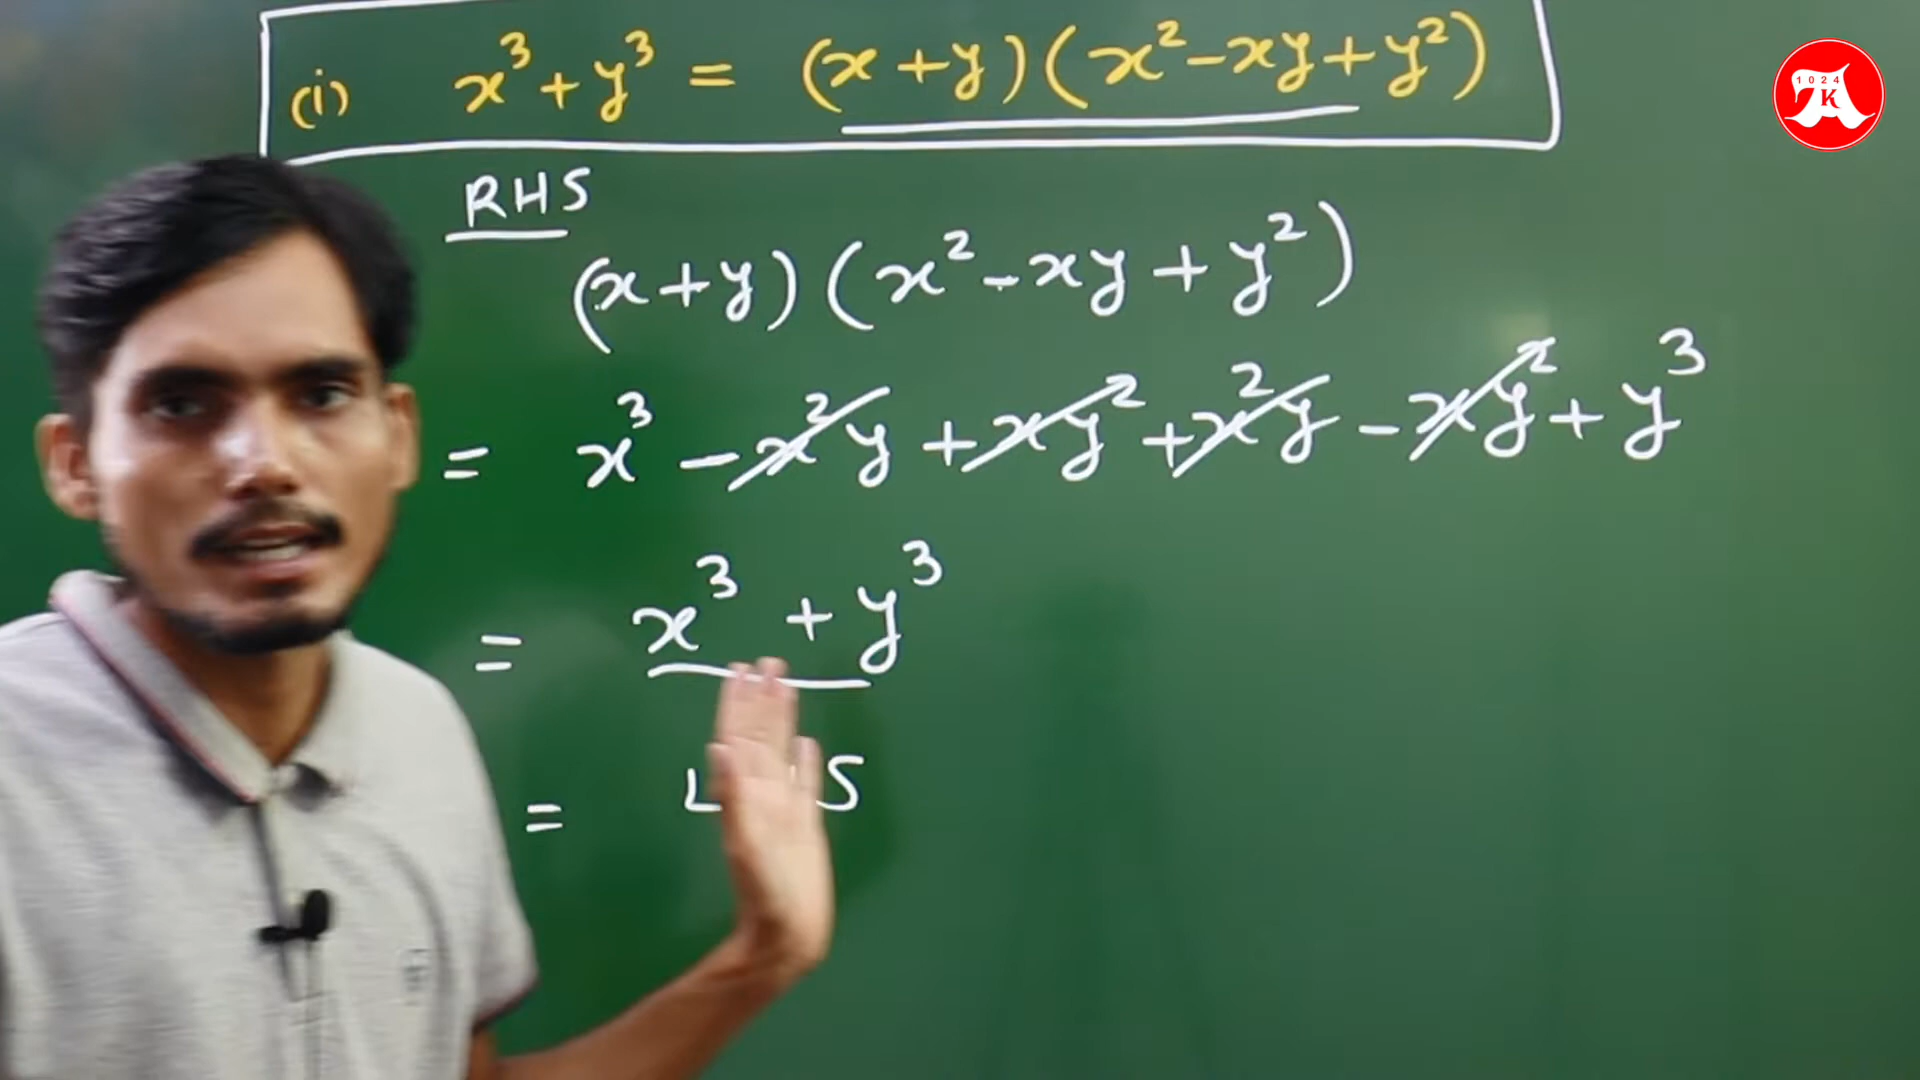 (i) x³ + y³ = (x + y) (x² - xy + y²)
1024
K
RHS
(x + y) (x² - xy + y²)
= x³ - x²y + xy² + x²y - xy² + y³
= x³ + y³
= L S